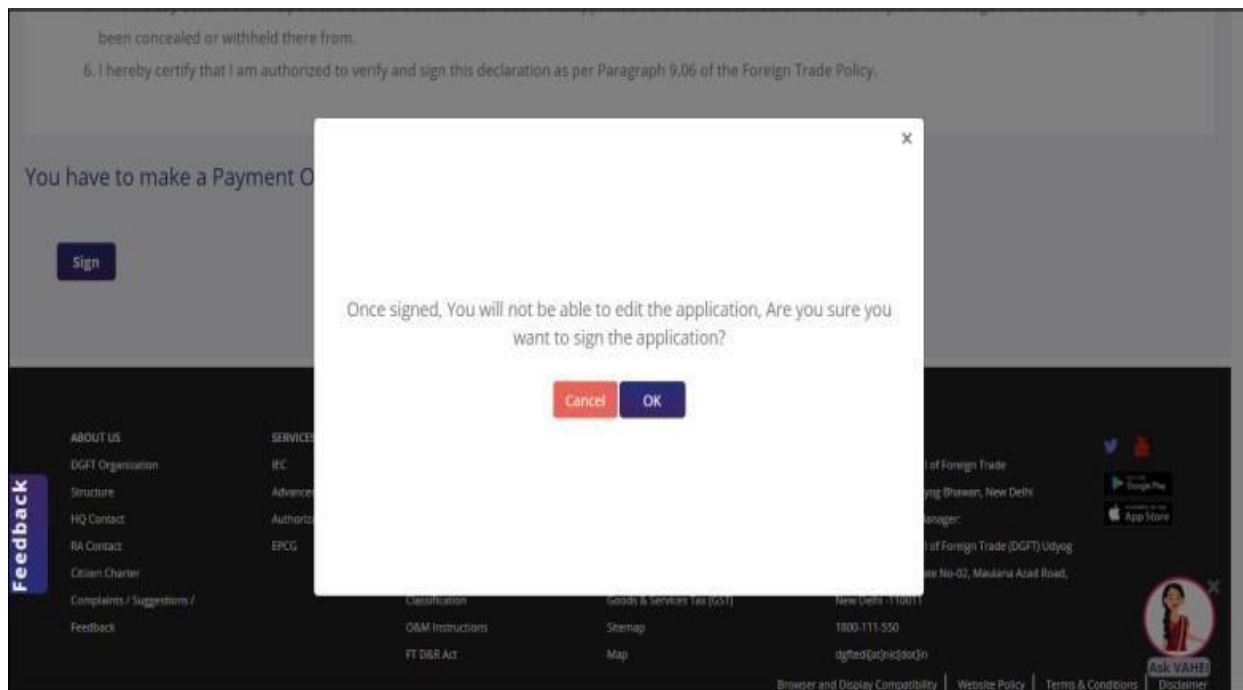 been concealed or withheld there from.
6. I hereby certify that I am authorized to verify and sign this declaration as per Paragraph 9.06 of the Foreign Trade Policy.
×
You have to make a Payment O
Sign
Once signed, You will not be able to edit the application, Are you sure you
want to sign the application?
Cancel OK
ABOUT US
DGFT Organisation
Structure
HQ Contact
RA Contact
Citizen Charter
Complaints / Suggestions /
Feedback
SERVICES
IEC
Advance
Authoriz
EPCG
Classification
O&M Instructions
FT D&R Act
Goods & Services Tax (GST)
Sitemap
Map
l of Foreign Trade
yog Bhawan, New Delhi
anager:
l of Foreign Trade (DGFT) Udyog
ate No-02, Maulana Azad Road,
New Delhi -110011
1800-111-550
dgftedi[at]nic[dot]in
Google Play
App Store
Feedback
Ask VAHEI
Browser and Display Compatibility | Website Policy | Terms & Conditions | Disclaimer